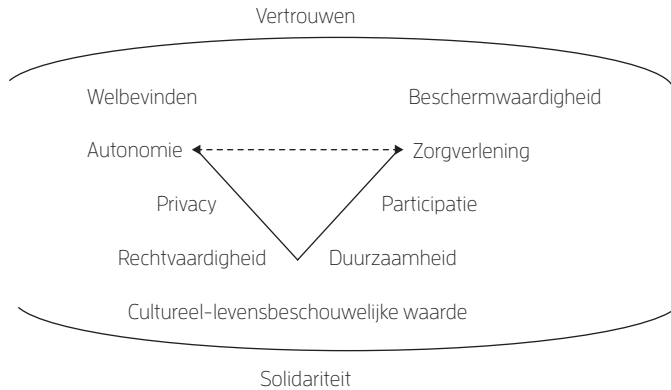 Vertrouwen
Welbevinden Beschermwaardigheid
Autonomie Zorgverlening
Privacy Participatie
Rechtvaardigheid Duurzaamheid
Cultureel-levensbeschouwelijke waarde
Solidariteit